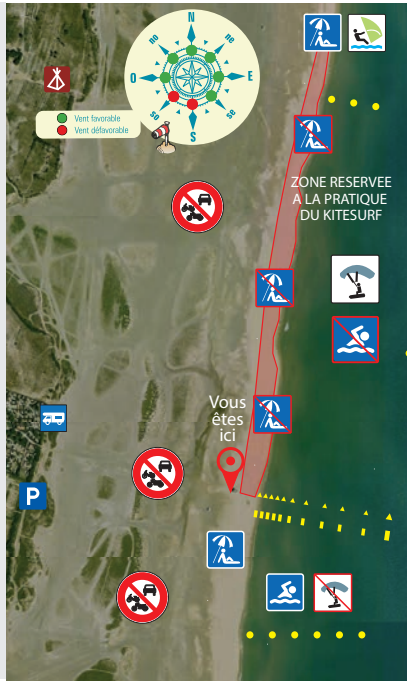 N
no
ne
O
E
so
se
S
Vent favorable
Vent défavorable
ZONE RESERVEE
A LA PRATIQUE
DU KITESURF
Vous
êtes
ici
P